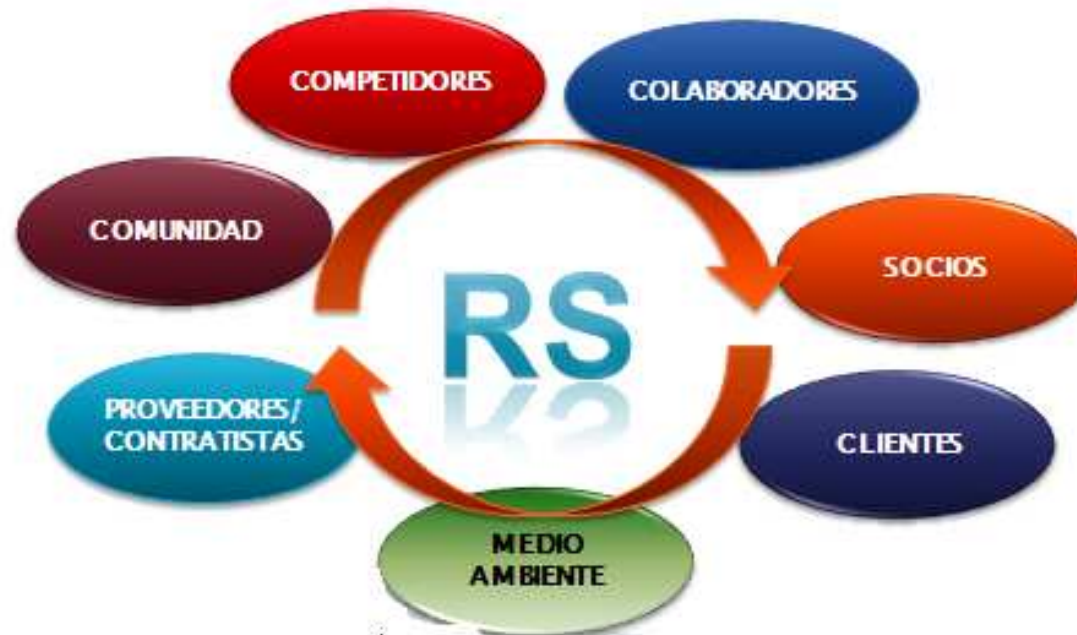 COMPETIDORES
COLABORADORES
COMUNIDAD
SOCIOS
RS
PROVEEDORES/
CONTRATISTAS
CLIENTES
MEDIO
AMBIENTE